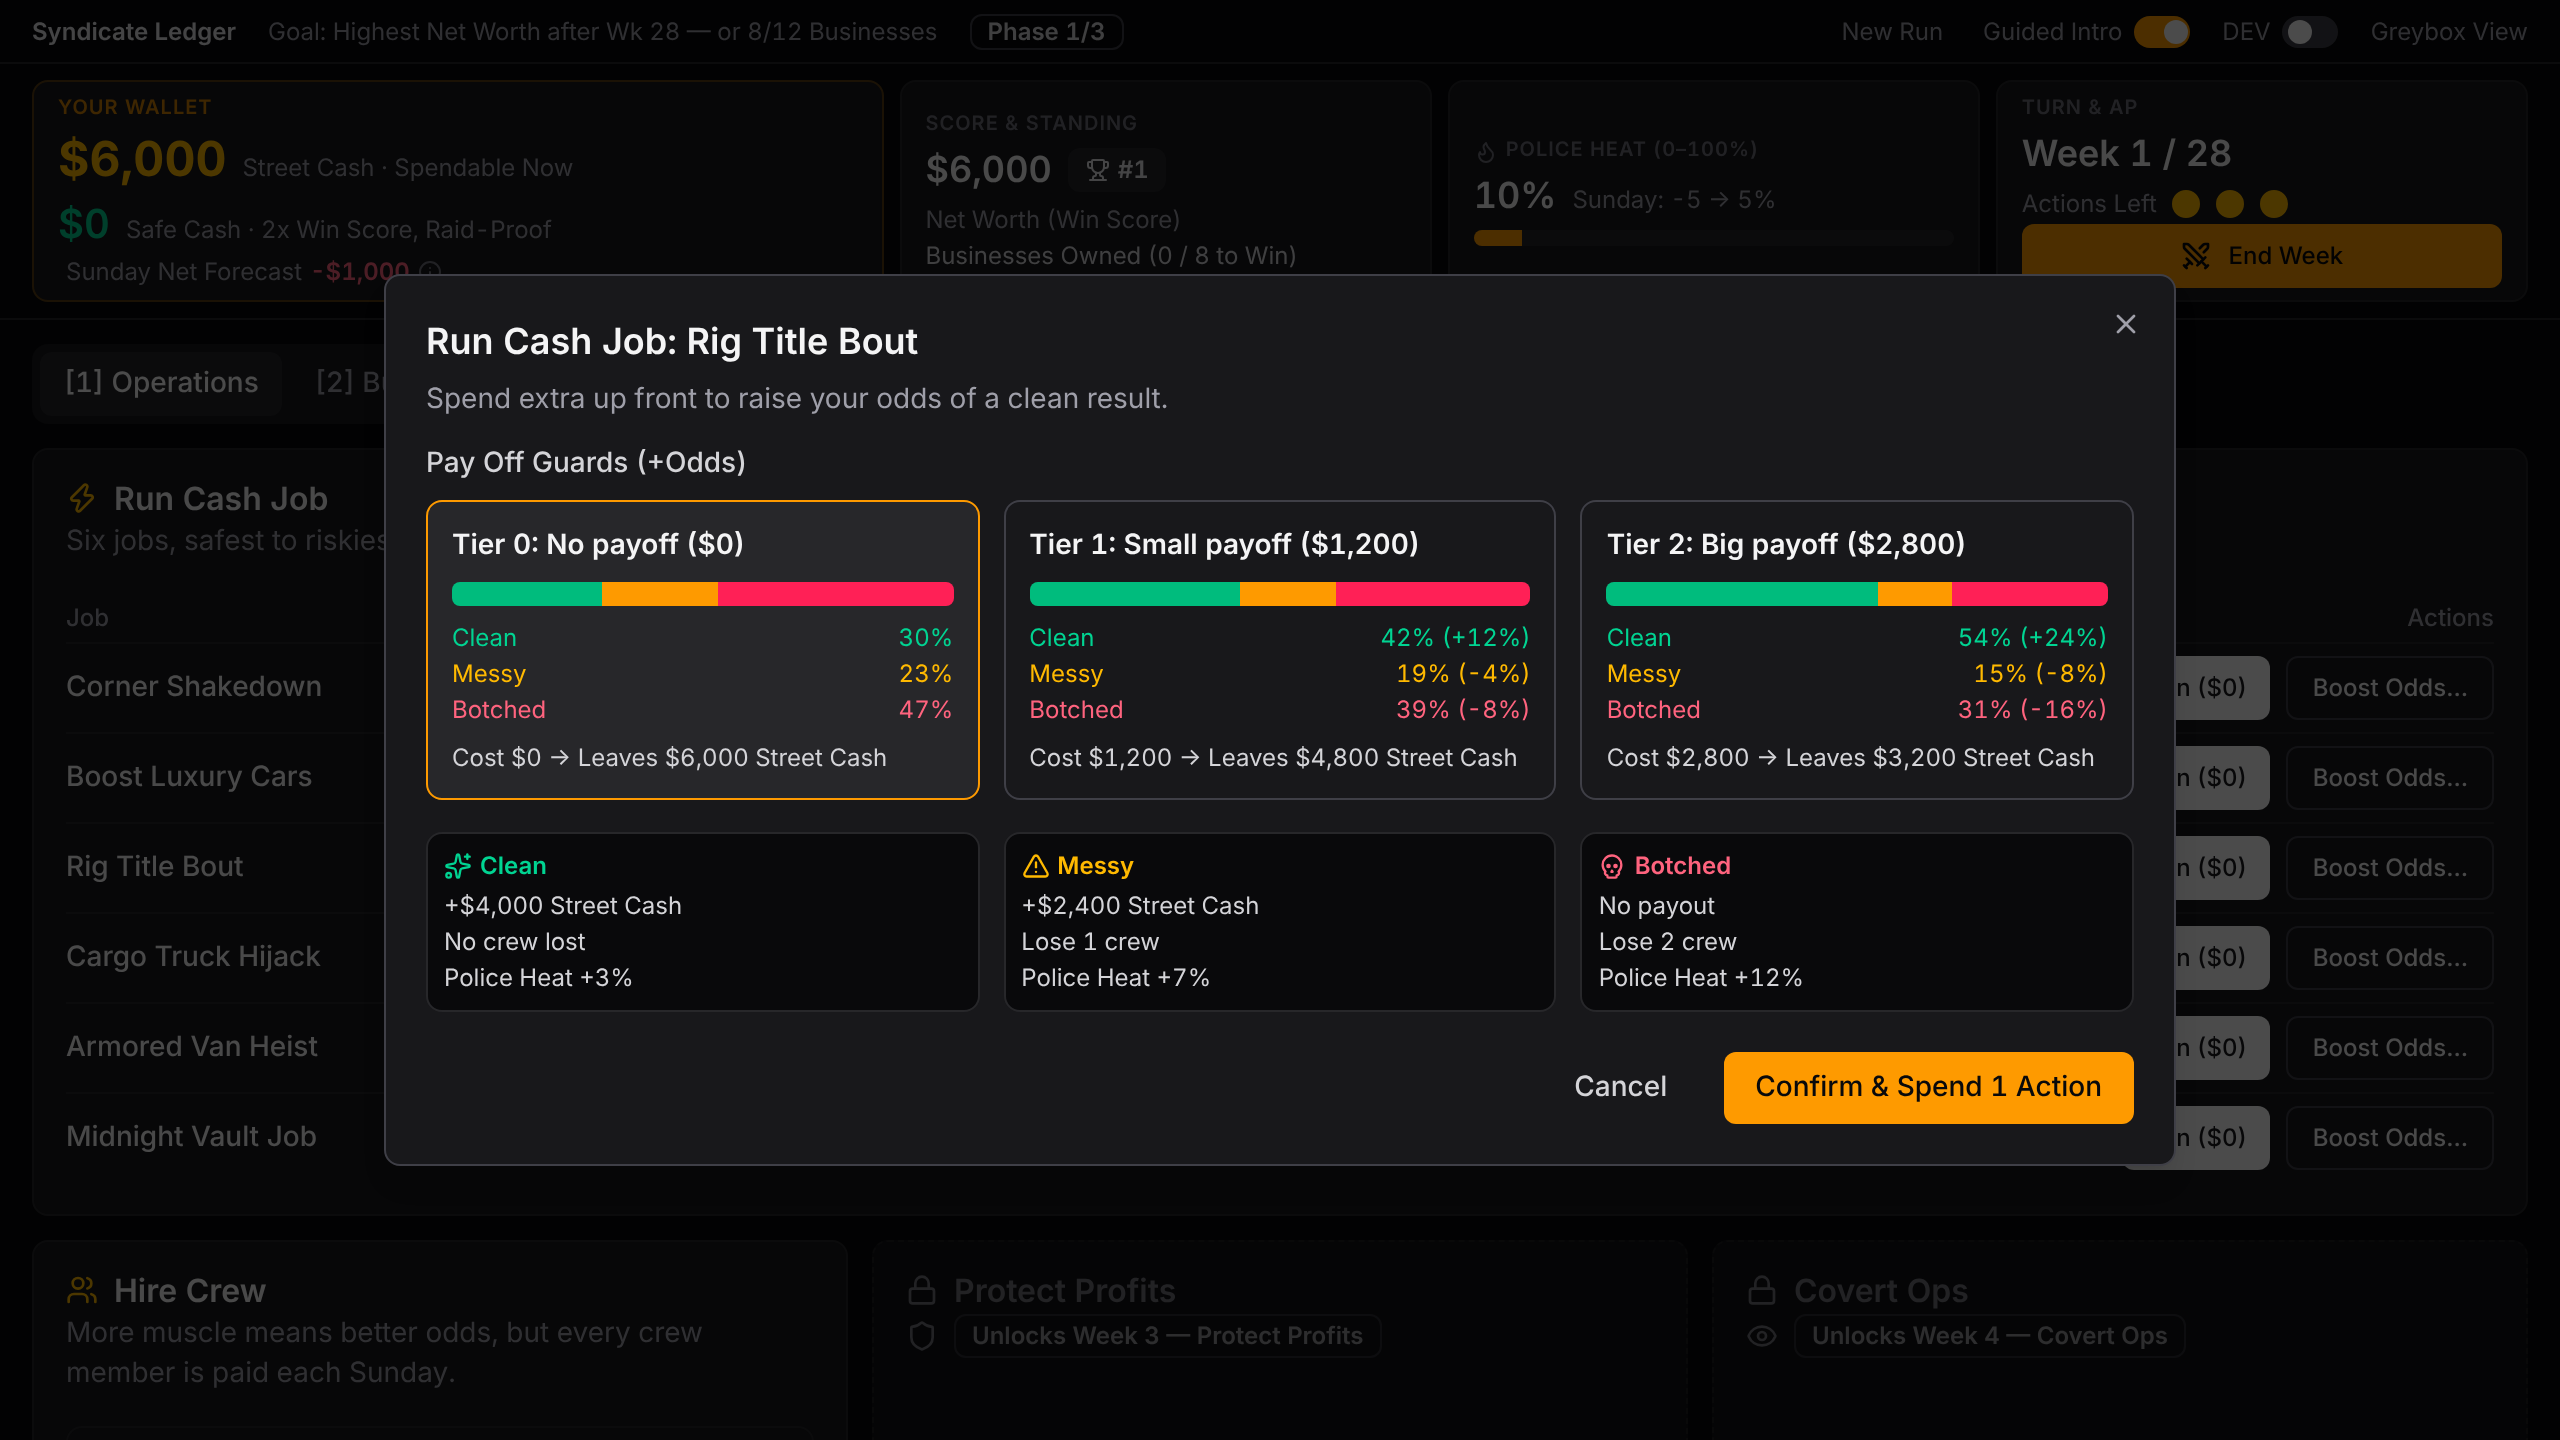 Syndicate Ledger
Goal: Highest Net Worth after Wk 28 — or 8/12 Businesses
Phase 1/3
New Run
Guided Intro
DEV
Greybox View
YOUR WALLET
$6,000 Street Cash · Spendable Now
$0 Safe Cash · 2x Win Score, Raid-Proof
Sunday Net Forecast -$1,000
SCORE & STANDING
$6,000 #1
Net Worth (Win Score)
Businesses Owned (0 / 8 to Win)
POLICE HEAT (0–100%)
10% Sunday: -5 → 5%
TURN & AP
Week 1 / 28
Actions Left
End Week
[1] Operations
[2]
Run Cash Job
Six jobs, safest to
Job
Actions
Corner Shakedown
Boost Luxury Cars
Rig Title Bout
Cargo Truck Hijack
Armored Van Heist
Midnight Vault Job
($0)
Boost Odds...
($0)
Boost Odds...
($0)
Boost Odds...
($0)
Boost Odds...
($0)
Boost Odds...
($0)
Boost Odds...
Run Cash Job: Rig Title Bout
Spend extra up front to raise your odds of a clean result.
Pay Off Guards (+Odds)
Tier 0: No payoff ($0)
Clean 30%
Messy 23%
Botched 47%
Cost $0 → Leaves $6,000 Street Cash
Tier 1: Small payoff ($1,200)
Clean 42% (+12%)
Messy 19% (-4%)
Botched 39% (-8%)
Cost $1,200 → Leaves $4,800 Street Cash
Tier 2: Big payoff ($2,800)
Clean 54% (+24%)
Messy 15% (-8%)
Botched 31% (-16%)
Cost $2,800 → Leaves $3,200 Street Cash
Clean
+$4,000 Street Cash
No crew lost
Police Heat +3%
Messy
+$2,400 Street Cash
Lose 1 crew
Police Heat +7%
Botched
No payout
Lose 2 crew
Police Heat +12%
Cancel
Confirm & Spend 1 Action
Hire Crew
More muscle means better odds, but every crew
member is paid each Sunday.
Protect Profits
Unlocks Week 3 — Protect Profits
Covert Ops
Unlocks Week 4 — Covert Ops